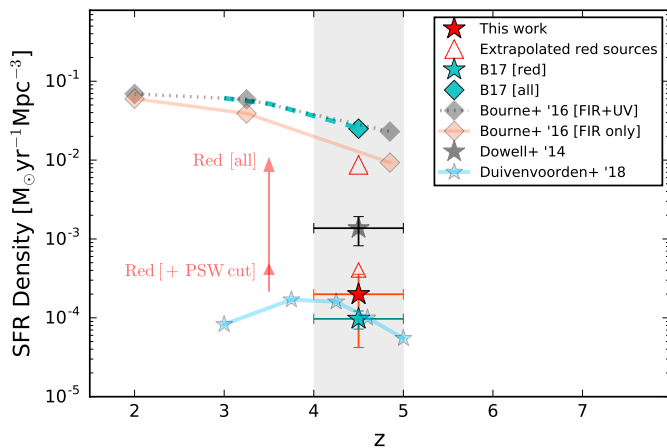 This work
Extrapolated red sources
B17 [red]
B17 [all]
Bourne+ '16 [FIR+UV]
Bourne+ '16 [FIR only]
Dowell+ '14
Duivenvoorden+ '18
10⁻¹
10⁻²
10⁻³
10⁻⁴
10⁻⁵
SFR Density [M⊙yr⁻¹Mpc⁻³]
Red [all]
Red [+ PSW cut]
2 3 4 5 6 7
z